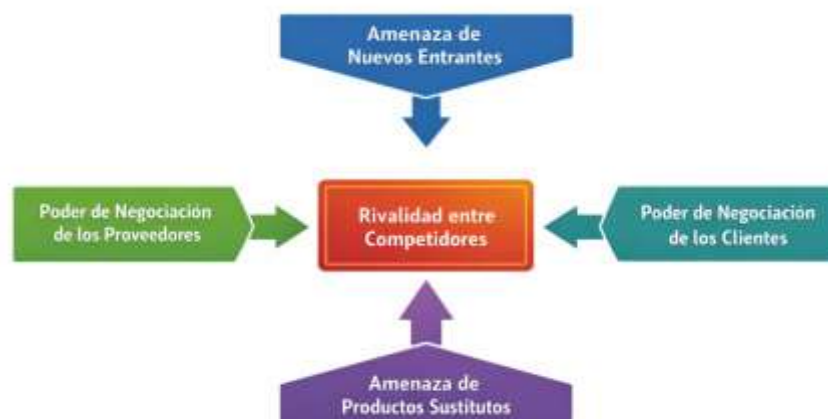 Amenaza de
Nuevos Entrantes
Poder de Negociación
de los Proveedores
Rivalidad entre
Competidores
Poder de Negociación
de los Clientes
Amenaza de
Productos Sustitutos